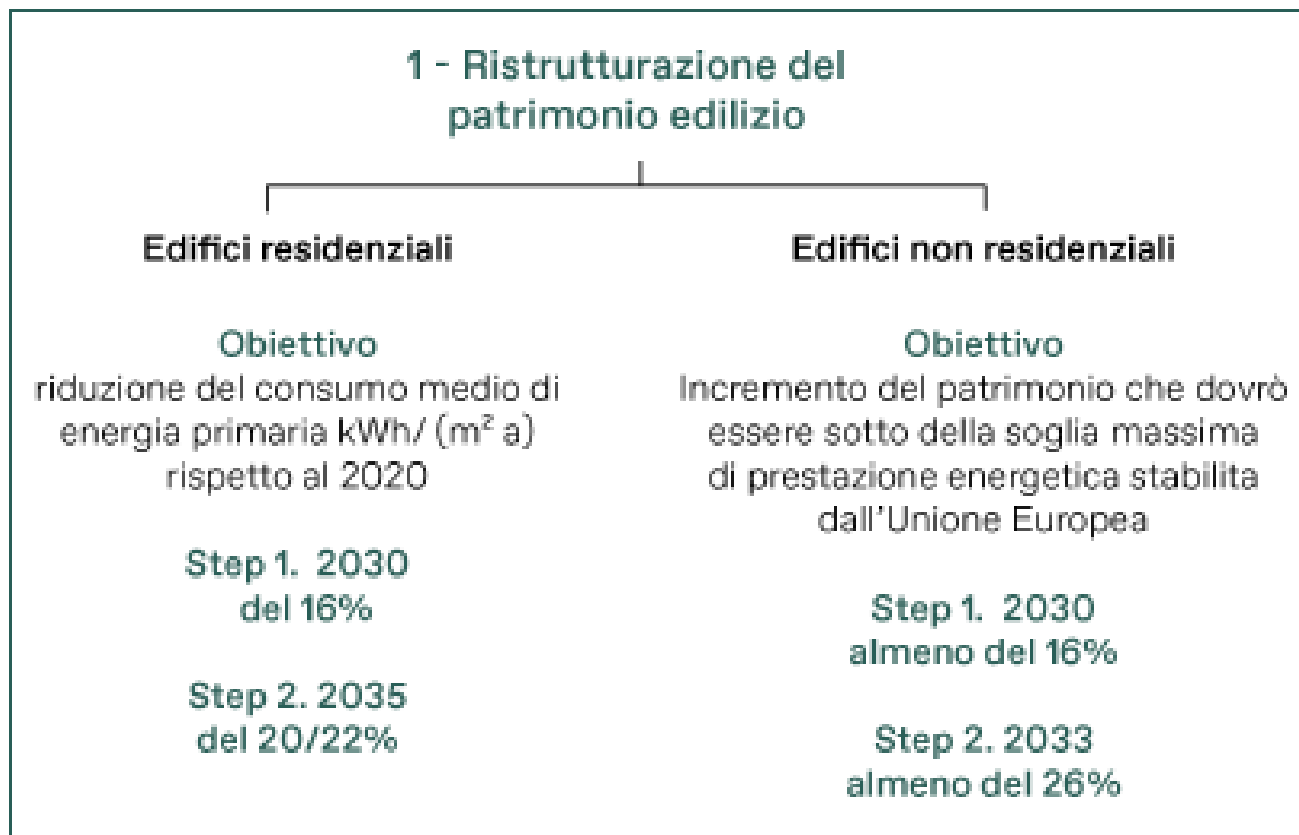 1 - Ristrutturazione del
patrimonio edilizio
Edifici residenziali
Obiettivo
riduzione del consumo medio di
energia primaria kWh/ (m² a)
rispetto al 2020
Step 1. 2030
del 16%
Step 2. 2035
del 20/22%
Edifici non residenziali
Obiettivo
Incremento del patrimonio che dovrò
essere sotto della soglia massima
di prestazione energetica stabilita
dall'Unione Europea
Step 1. 2030
almeno del 16%
Step 2. 2033
almeno del 26%